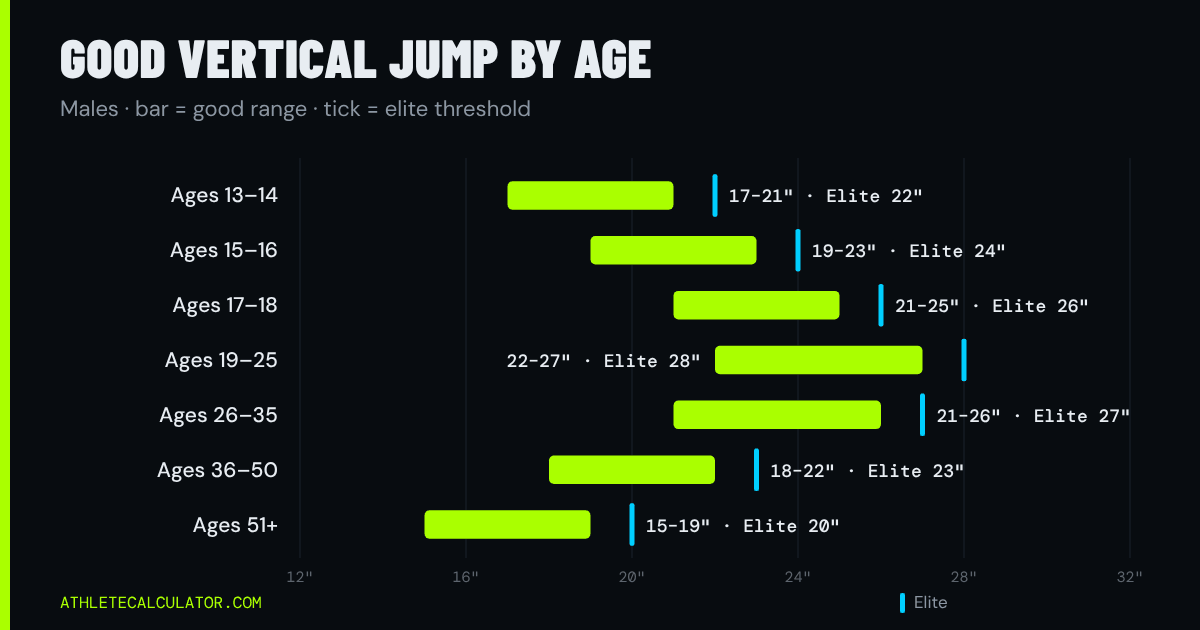 GOOD VERTICAL JUMP BY AGE
Males · bar = good range · tick = elite threshold
Ages 13–14 17–21" · Elite 22"
Ages 15–16 19–23" · Elite 24"
Ages 17–18 21–25" · Elite 26"
Ages 19–25 22–27" · Elite 28"
Ages 26–35 21–26" · Elite 27"
Ages 36–50 18–22" · Elite 23"
Ages 51+ 15–19" · Elite 20"
12" 16" 20" 24" 28" 32"
ATHLETECALCULATOR.COM Elite